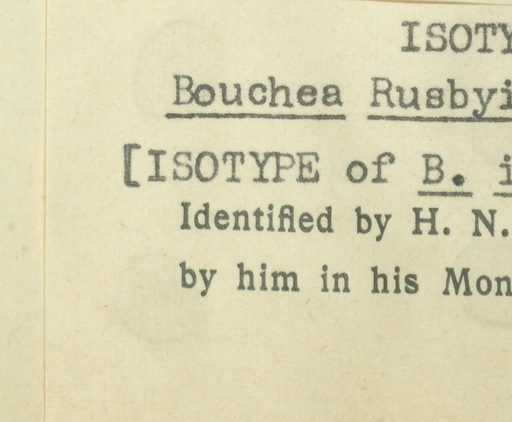 ISOTY
Bouchea Rusbyi
[ISOTYPE of B. i
Identified by H. N.
by him in his Mon